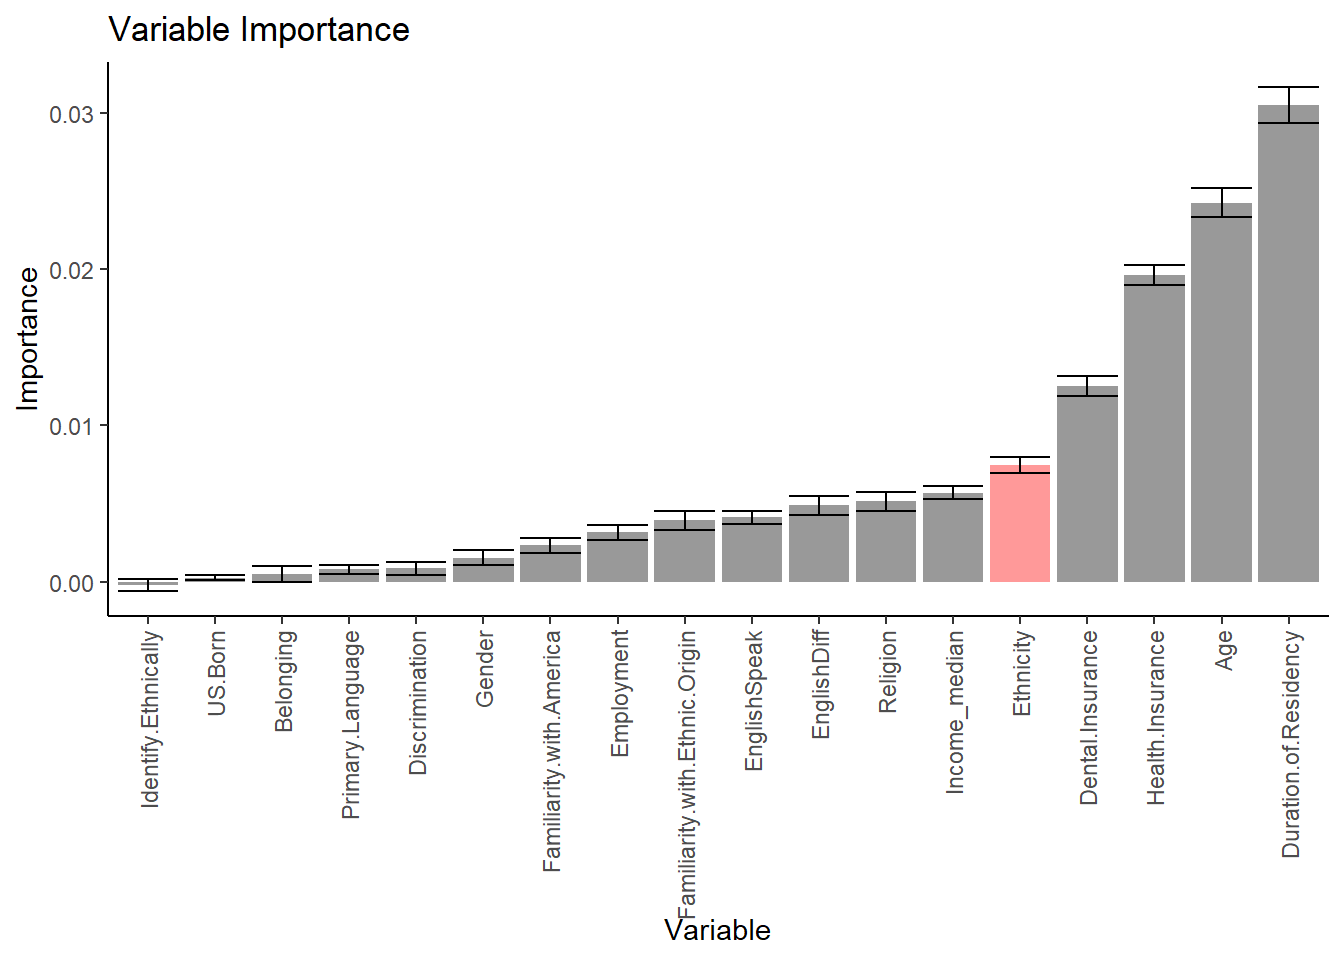 Variable Importance
Importance
0.03
0.02
0.01
0.00
Identify.Ethnically
US.Born
Belonging
Primary.Language
Discrimination
Gender
Familiarity.with.America
Employment
Familiarity.with.Ethnic.Origin
EnglishSpeak
EnglishDiff
Religion
Income_median
Ethnicity
Dental.Insurance
Health.Insurance
Age
Duration.of.Residency
Variable